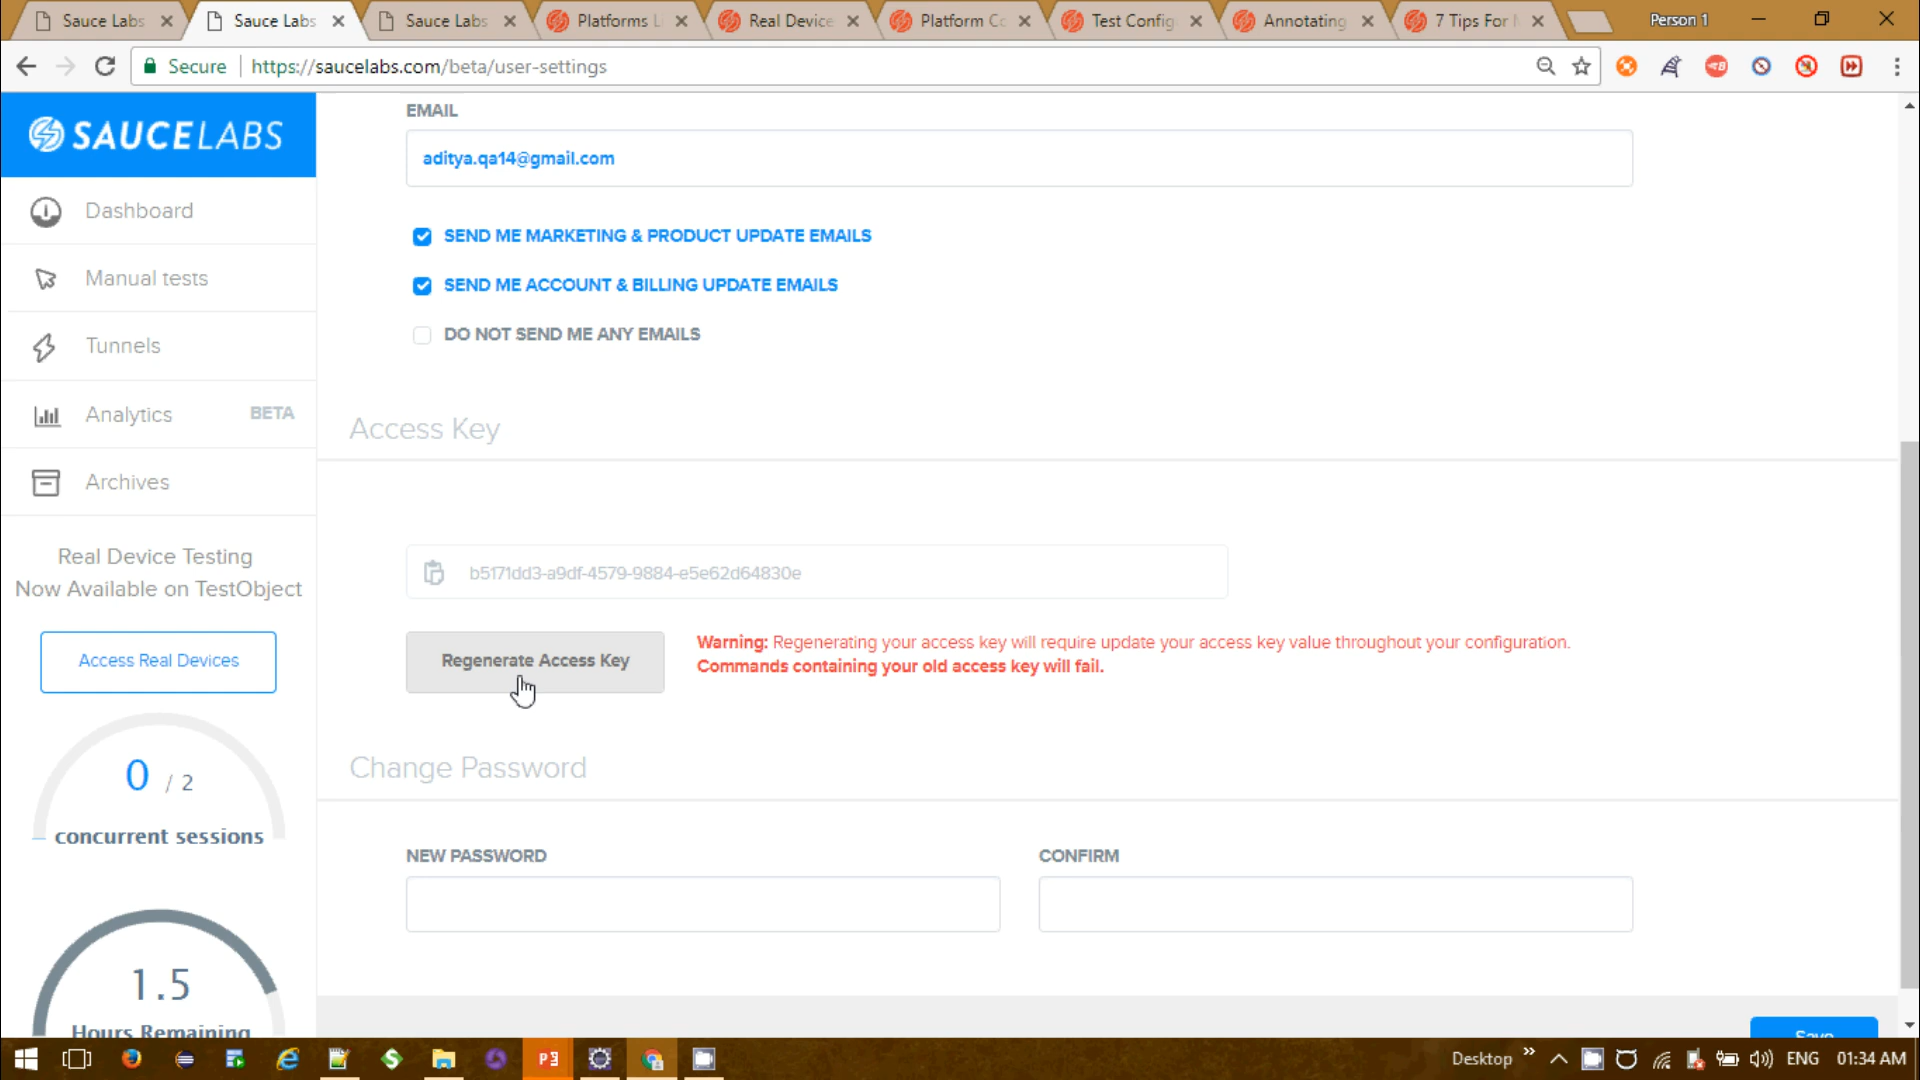 Sauce Labs
Sauce Labs
Sauce Labs
Platforms L
Real Device
Platform Co
Test Config
Annotating
7 Tips For
Person 1
Secure
https://saucelabs.com/beta/user-settings
SAUCELABS
Dashboard
Manual tests
Tunnels
Analytics BETA
Archives
Real Device Testing
Now Available on TestObject
Access Real Devices
0 / 2
concurrent sessions
1.5
Hours Remaining
EMAIL
aditya.qa14@gmail.com
SEND ME MARKETING & PRODUCT UPDATE EMAILS
SEND ME ACCOUNT & BILLING UPDATE EMAILS
DO NOT SEND ME ANY EMAILS
Access Key
b5171dd3-a9df-4579-9884-e5e62d64830e
Regenerate Access Key
Warning: Regenerating your access key will require update your access key value throughout your configuration.
Commands containing your old access key will fail.
Change Password
NEW PASSWORD
CONFIRM
Save
Desktop
ENG
01:34 AM